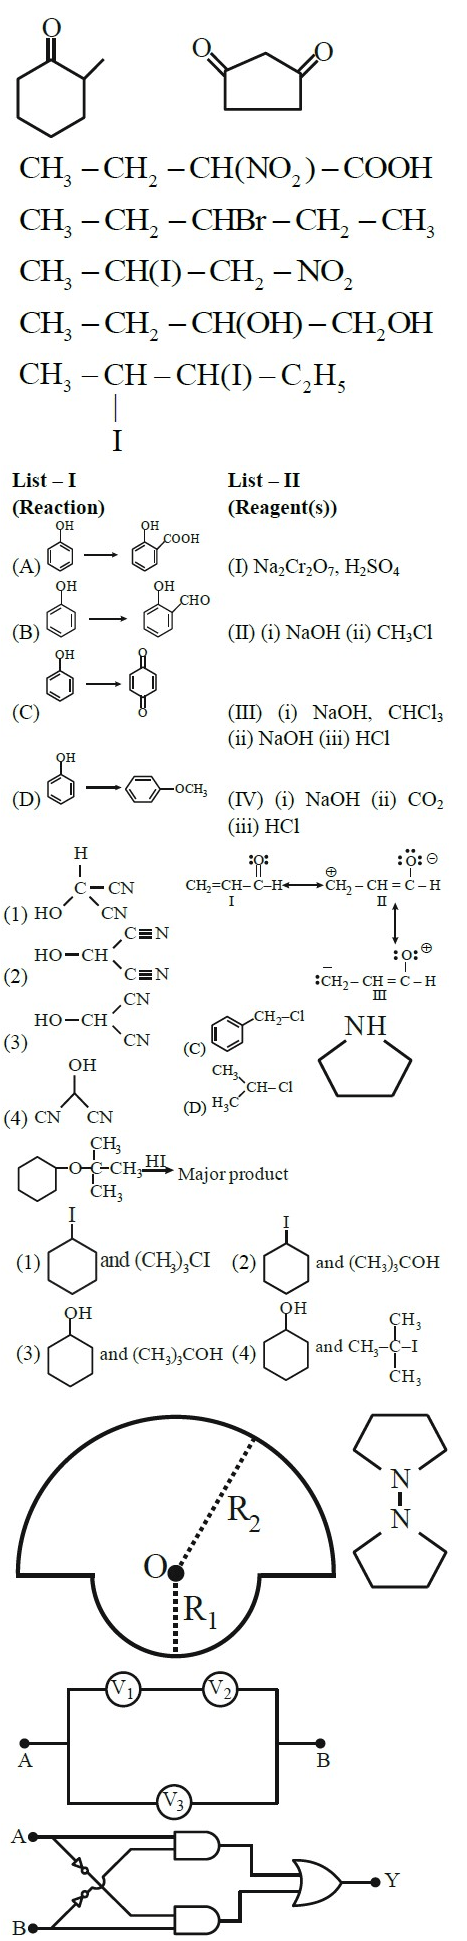 O
O O
CH₃ – CH₂ – CH(NO₂) – COOH
CH₃ – CH₂ – CHBr – CH₂ – CH₃
CH₃ – CH(I) – CH₂ – NO₂
CH₃ – CH₂ – CH(OH) – CH₂OH
CH₃ – CH – CH(I) – C₂H₅
|
I
List – I List – II
(Reaction) (Reagent(s))
OH OH COOH
(A) (I) Na₂Cr₂O₇, H₂SO₄
OH OH CHO
(B) (II) (i) NaOH (ii) CH₃Cl
OH O
O
(C) (III) (i) NaOH, CHCl₃
(ii) NaOH (iii) HCl
OH
(D) OCH₃ (IV) (i) NaOH (ii) CO₂
(iii) HCl
H
C – CN
(1) HO CN
C≡N
HO – CH
(2) C≡N
CN
HO – CH
(3) CN
OH
(4) CN CN
:O: :O: ⊖
CH₂=CH–C–H ⟷ ⊕CH₂ – CH = C – H
I II
:O: ⊕
:CH₂ – CH = C – H
III
CH₂–Cl
(C)
CH₃
CH–Cl
(D) H₃C
NH
CH₃
O–C–CH₃ HI Major product
CH₃
I I
(1) and (CH₃)₃CI (2) and (CH₃)₃COH
OH OH CH₃
(3) and (CH₃)₃COH (4) and CH₃–C–I
CH₃
R₂
O
R₁
N
N
V₁ V₂
A B
V₃
A
Y
B